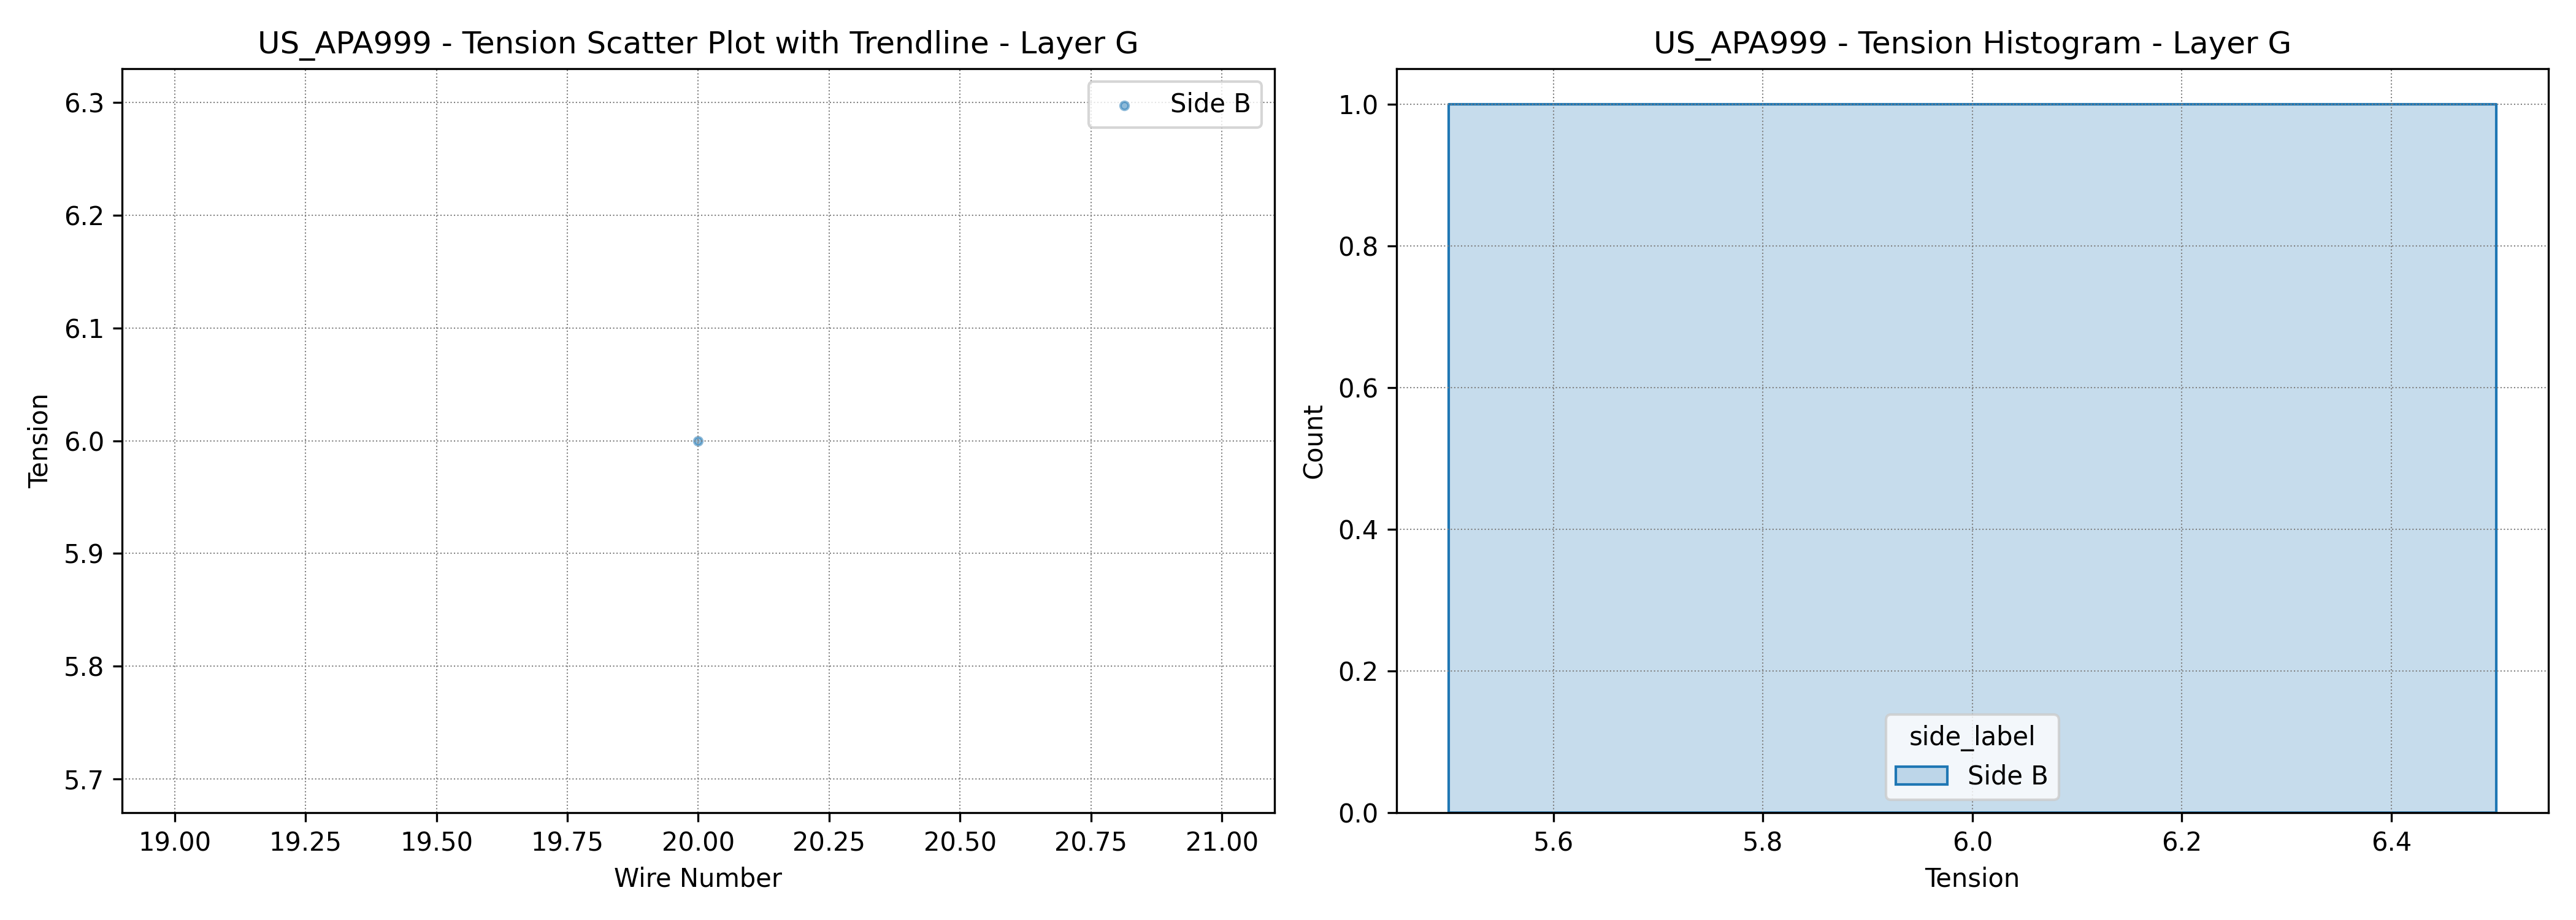 US_APA999 - Tension Scatter Plot with Trendline - Layer G
6.3
6.2
6.1
6.0
5.9
5.8
5.7
Tension
Side B
19.00 19.25 19.50 19.75 20.00 20.25 20.50 20.75 21.00
Wire Number
US_APA999 - Tension Histogram - Layer G
1.0
0.8
0.6
0.4
0.2
0.0
Count
side_label
Side B
5.6 5.8 6.0 6.2 6.4
Tension